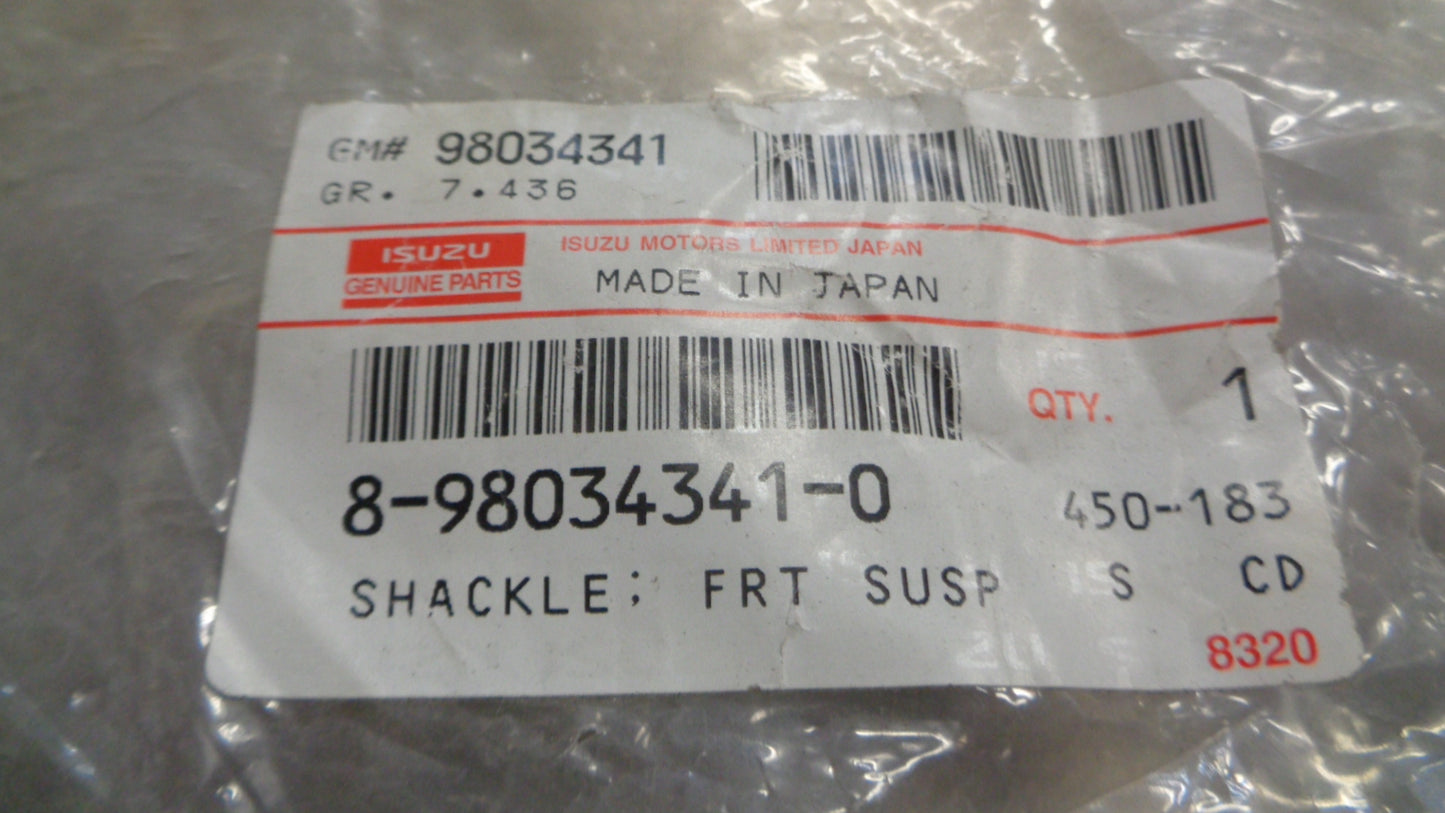 GM# 98034341
GR. 7.436
ISUZU
GENUINE PARTS
ISUZU MOTORS LIMITED JAPAN
MADE IN JAPAN
QTY. 1
8-98034341-0 450-183
SHACKLE; FRT SUSP S CD
8320